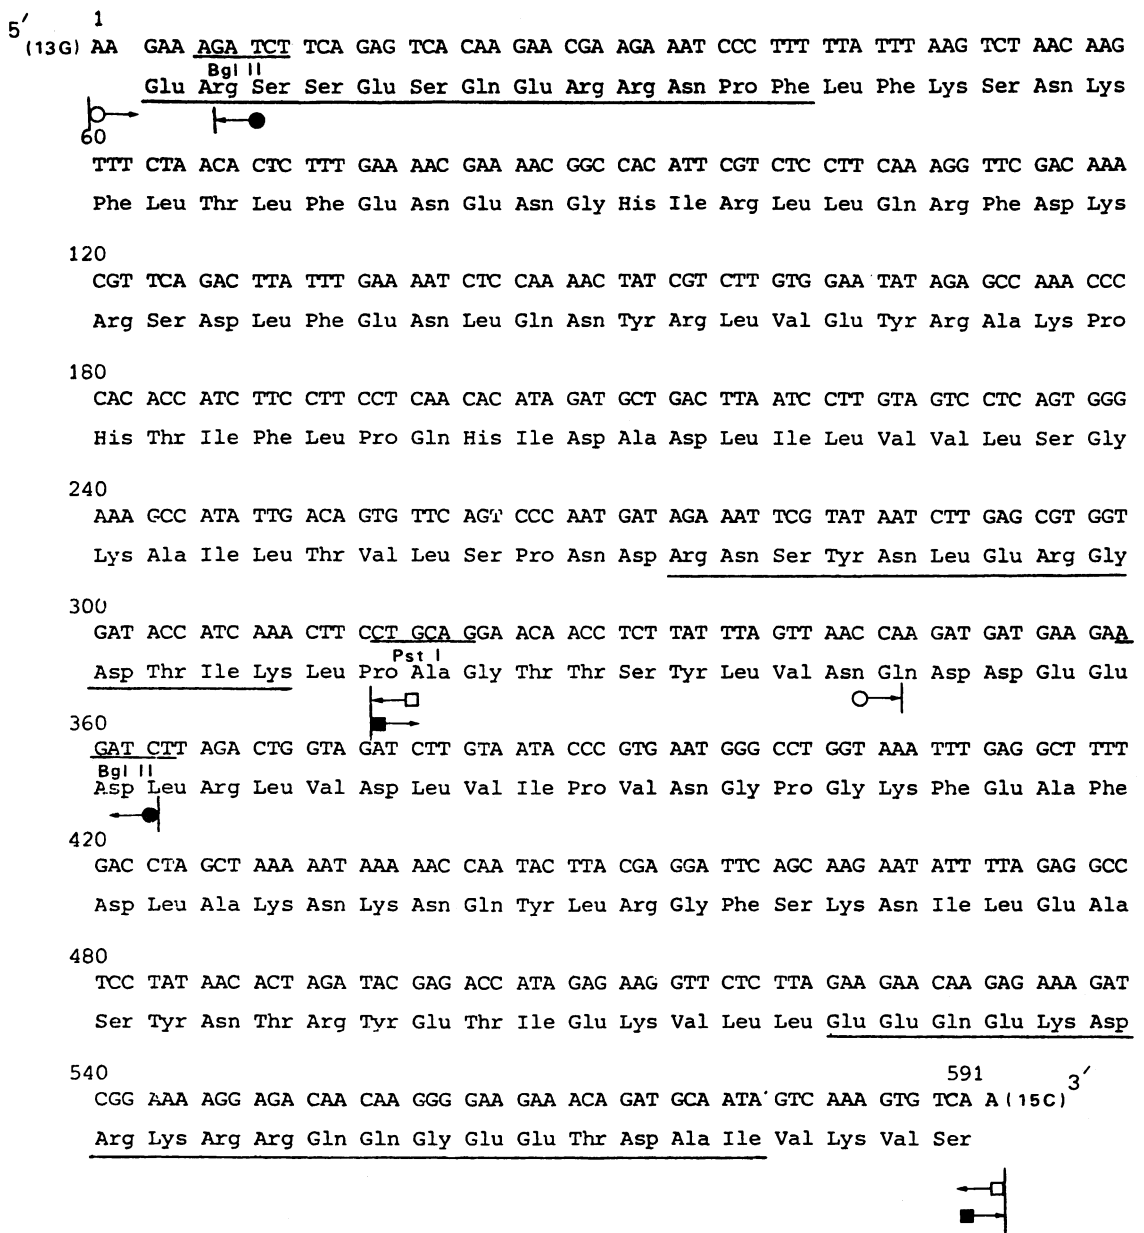 5′ 1
(13G) AA GAA AGA TCT TCA GAG TCA CAA GAA CGA AGA AAT CCC TTT TTA TTT AAG TCT AAC AAG
Bgl II
Glu Arg Ser Ser Glu Ser Gln Glu Arg Arg Asn Pro Phe Leu Phe Lys Ser Asn Lys
60
TTT CTA ACA CTC TTT GAA AAC GAA AAC GGC CAC ATT CGT CTC CTT CAA AGG TTC GAC AAA
Phe Leu Thr Leu Phe Glu Asn Glu Asn Gly His Ile Arg Leu Leu Gln Arg Phe Asp Lys
120
CGT TCA GAC TTA TTT GAA AAT CTC CAA AAC TAT CGT CTT GTG GAA TAT AGA GCC AAA CCC
Arg Ser Asp Leu Phe Glu Asn Leu Gln Asn Tyr Arg Leu Val Glu Tyr Arg Ala Lys Pro
180
CAC ACC ATC TTC CTT CCT CAA CAC ATA GAT GCT GAC TTA ATC CTT GTA GTC CTC AGT GGG
His Thr Ile Phe Leu Pro Gln His Ile Asp Ala Asp Leu Ile Leu Val Val Leu Ser Gly
240
AAA GCC ATA TTG ACA GTG TTC AGT CCC AAT GAT AGA AAT TCG TAT AAT CTT GAG CGT GGT
Lys Ala Ile Leu Thr Val Leu Ser Pro Asn Asp Arg Asn Ser Tyr Asn Leu Glu Arg Gly
300
GAT ACC ATC AAA CTT CCT GCA GGA ACA ACC TCT TAT TTA GTT AAC CAA GAT GAT GAA GAA
Pst I
Asp Thr Ile Lys Leu Pro Ala Gly Thr Thr Ser Tyr Leu Val Asn Gln Asp Asp Glu Glu
360
GAT CTT AGA CTG GTA GAT CTT GTA ATA CCC GTG AAT GGG CCT GGT AAA TTT GAG GCT TTT
Bgl II
Asp Leu Arg Leu Val Asp Leu Val Ile Pro Val Asn Gly Pro Gly Lys Phe Glu Ala Phe
420
GAC CTA GCT AAA AAT AAA AAC CAA TAC TTA CGA GGA TTC AGC AAG AAT ATT TTA GAG GCC
Asp Leu Ala Lys Asn Lys Asn Gln Tyr Leu Arg Gly Phe Ser Lys Asn Ile Leu Glu Ala
480
TCC TAT AAC ACT AGA TAC GAG ACC ATA GAG AAG GTT CTC TTA GAA GAA CAA GAG AAA GAT
Ser Tyr Asn Thr Arg Tyr Glu Thr Ile Glu Lys Val Leu Leu Glu Glu Gln Glu Lys Asp
540 591 3′
CGG AAA AGG AGA CAA CAA GGG GAA GAA ACA GAT GCA ATA GTC AAA GTG TCA A (15C)
Arg Lys Arg Arg Gln Gln Gly Glu Glu Thr Asp Ala Ile Val Lys Val Ser